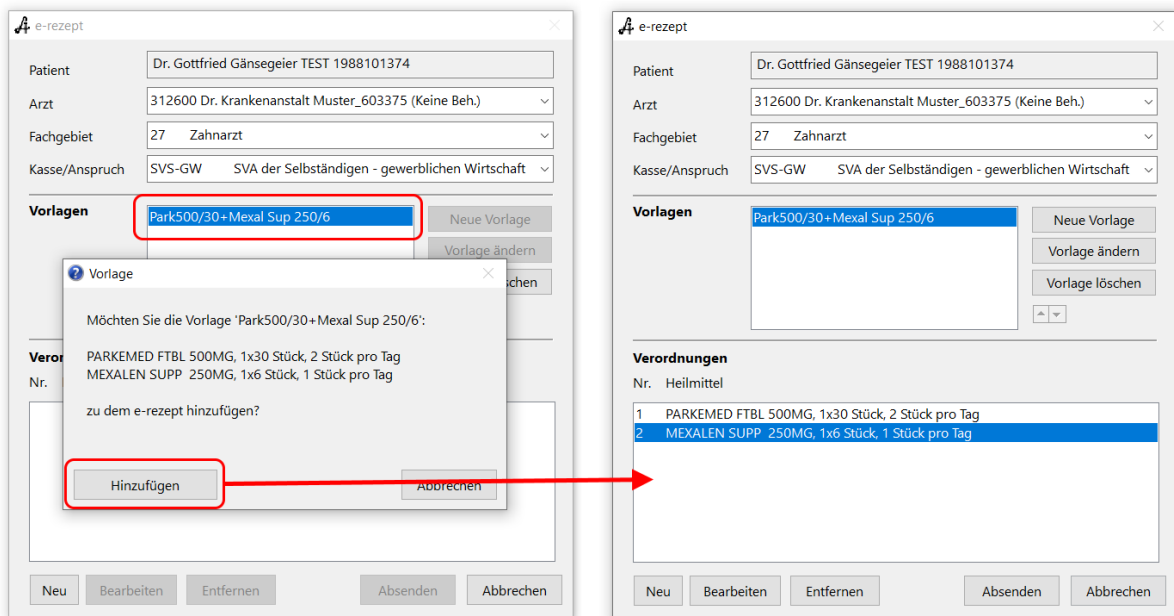 e-rezept
Patient
Dr. Gottfried Gänsegeier TEST 1988101374
Arzt
312600 Dr. Krankenanstalt Muster_603375 (Keine Beh.)
Fachgebiet
27 Zahnarzt
Kasse/Anspruch
SVS-GW SVA der Selbständigen - gewerblichen Wirtschaft
Vorlagen
Park500/30+Mexal Sup 250/6
Neue Vorlage
Vorlage ändern
schen
Vorlage
Möchten Sie die Vorlage 'Park500/30+Mexal Sup 250/6':
PARKEMED FTBL 500MG, 1x30 Stück, 2 Stück pro Tag
MEXALEN SUPP 250MG, 1x6 Stück, 1 Stück pro Tag
zu dem e-rezept hinzufügen?
Hinzufügen
Abbrechen
Veror
Nr.
Neu
Bearbeiten
Entfernen
Absenden
Abbrechen
e-rezept
Patient
Dr. Gottfried Gänsegeier TEST 1988101374
Arzt
312600 Dr. Krankenanstalt Muster_603375 (Keine Beh.)
Fachgebiet
27 Zahnarzt
Kasse/Anspruch
SVS-GW SVA der Selbständigen - gewerblichen Wirtschaft
Vorlagen
Park500/30+Mexal Sup 250/6
Neue Vorlage
Vorlage ändern
Vorlage löschen
Verordnungen
Nr. Heilmittel
1 PARKEMED FTBL 500MG, 1x30 Stück, 2 Stück pro Tag
2 MEXALEN SUPP 250MG, 1x6 Stück, 1 Stück pro Tag
Neu
Bearbeiten
Entfernen
Absenden
Abbrechen